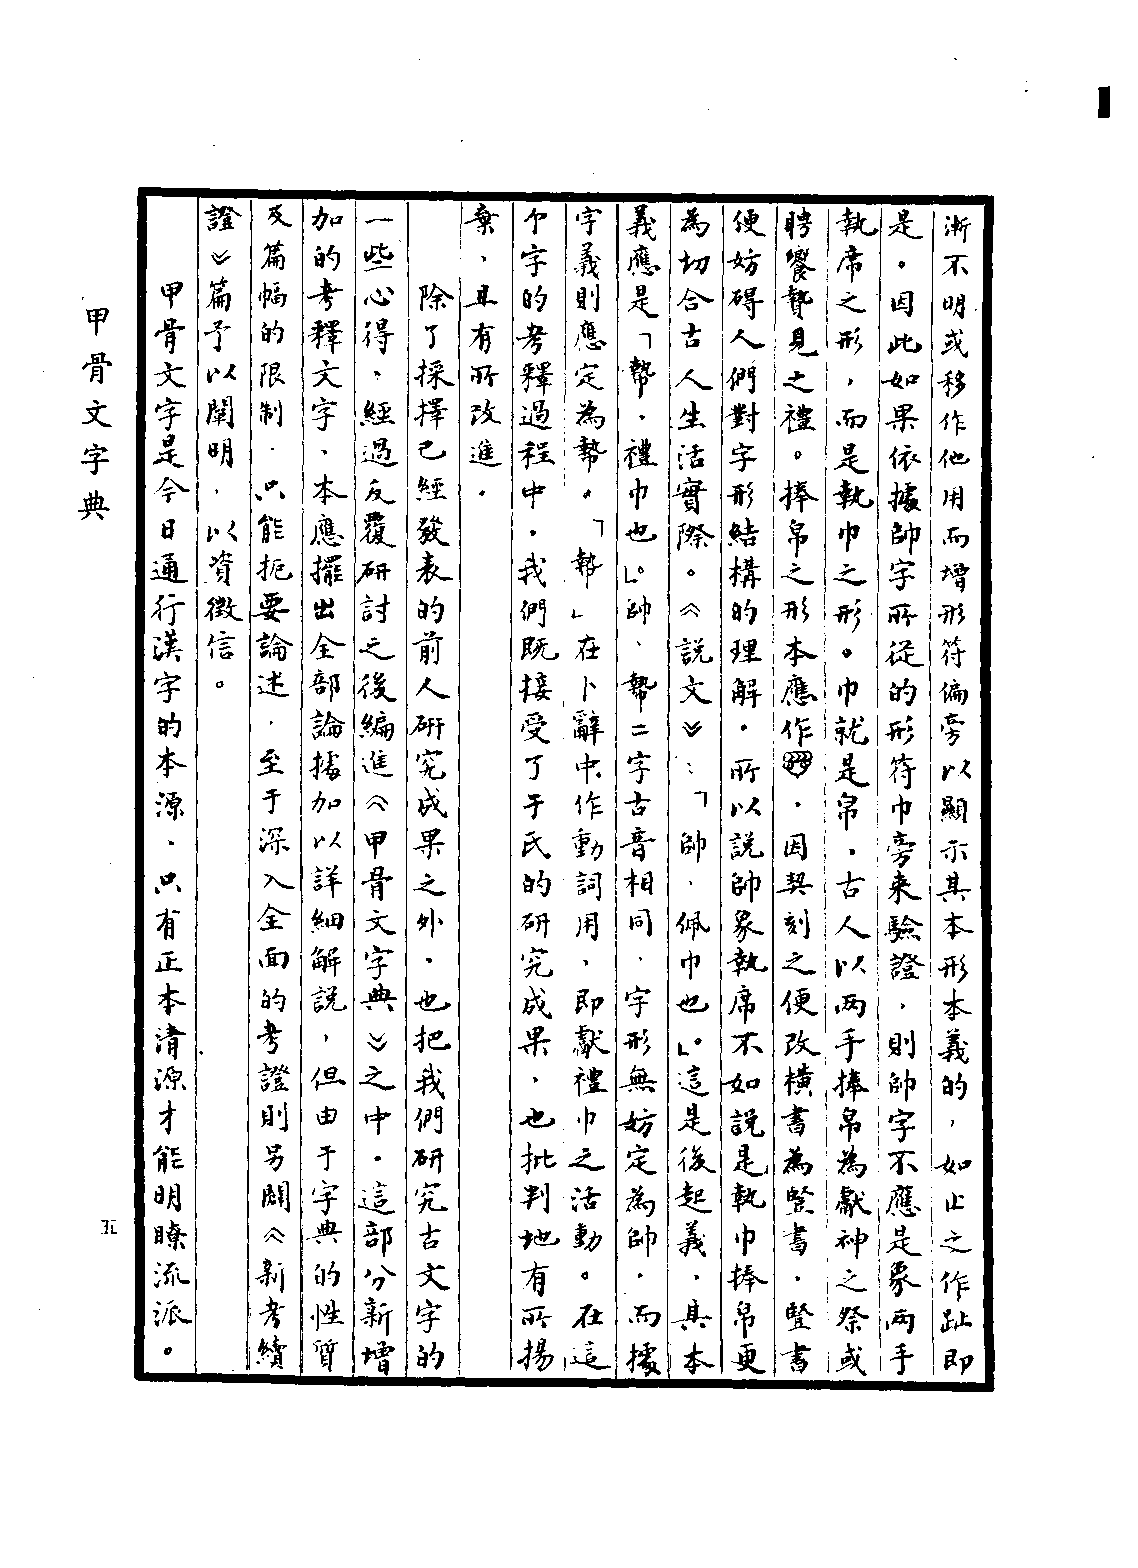 漸不明或移作他用而增形符偏旁以顯示其本形本義的,如止之作趾即
是。因此如果依據帥字所從的形符巾旁來驗證,則帥字不應是象兩手
執席之形,而是執巾之形。巾就是帛,古人以兩手捧帛為獻神之祭或
聘饗贄見之禮。捧帛之形本應作,因契刻之便改橫書為竪書,竪書
便妨碍人們對字形結構的理解,所以說帥象執席不如說是執巾捧帛更
為切合古人生活實際。《說文》:「帥,佩巾也」。這是後起義,其本
義應是「㡈,禮巾也」。帥、㡈二字古音相同,字形無妨定為帥,而據
字義則應定為㡈。「㡈」在卜辭中作動詞用,即獻禮巾之活動。在這
个字的考釋過程中,我們既接受了于氏的研究成果,也批判地有所揚
棄,且有所改進。
除了採擇已經發表的前人研究成果之外,也把我們研究古文字的
一些心得,經過反覆研討之後編進《甲骨文字典》之中。這部分新增
加的考釋文字,本應擺出全部論據加以詳細解說,但由于字典的性質
及篇幅的限制,只能扼要論述,至于深入全面的考證則另闢《新考續
證》篇予以闡明,以資徵信。
甲骨文字是今日通行漢字的本源,只有正本清源才能明瞭流派。
甲骨文字典
五